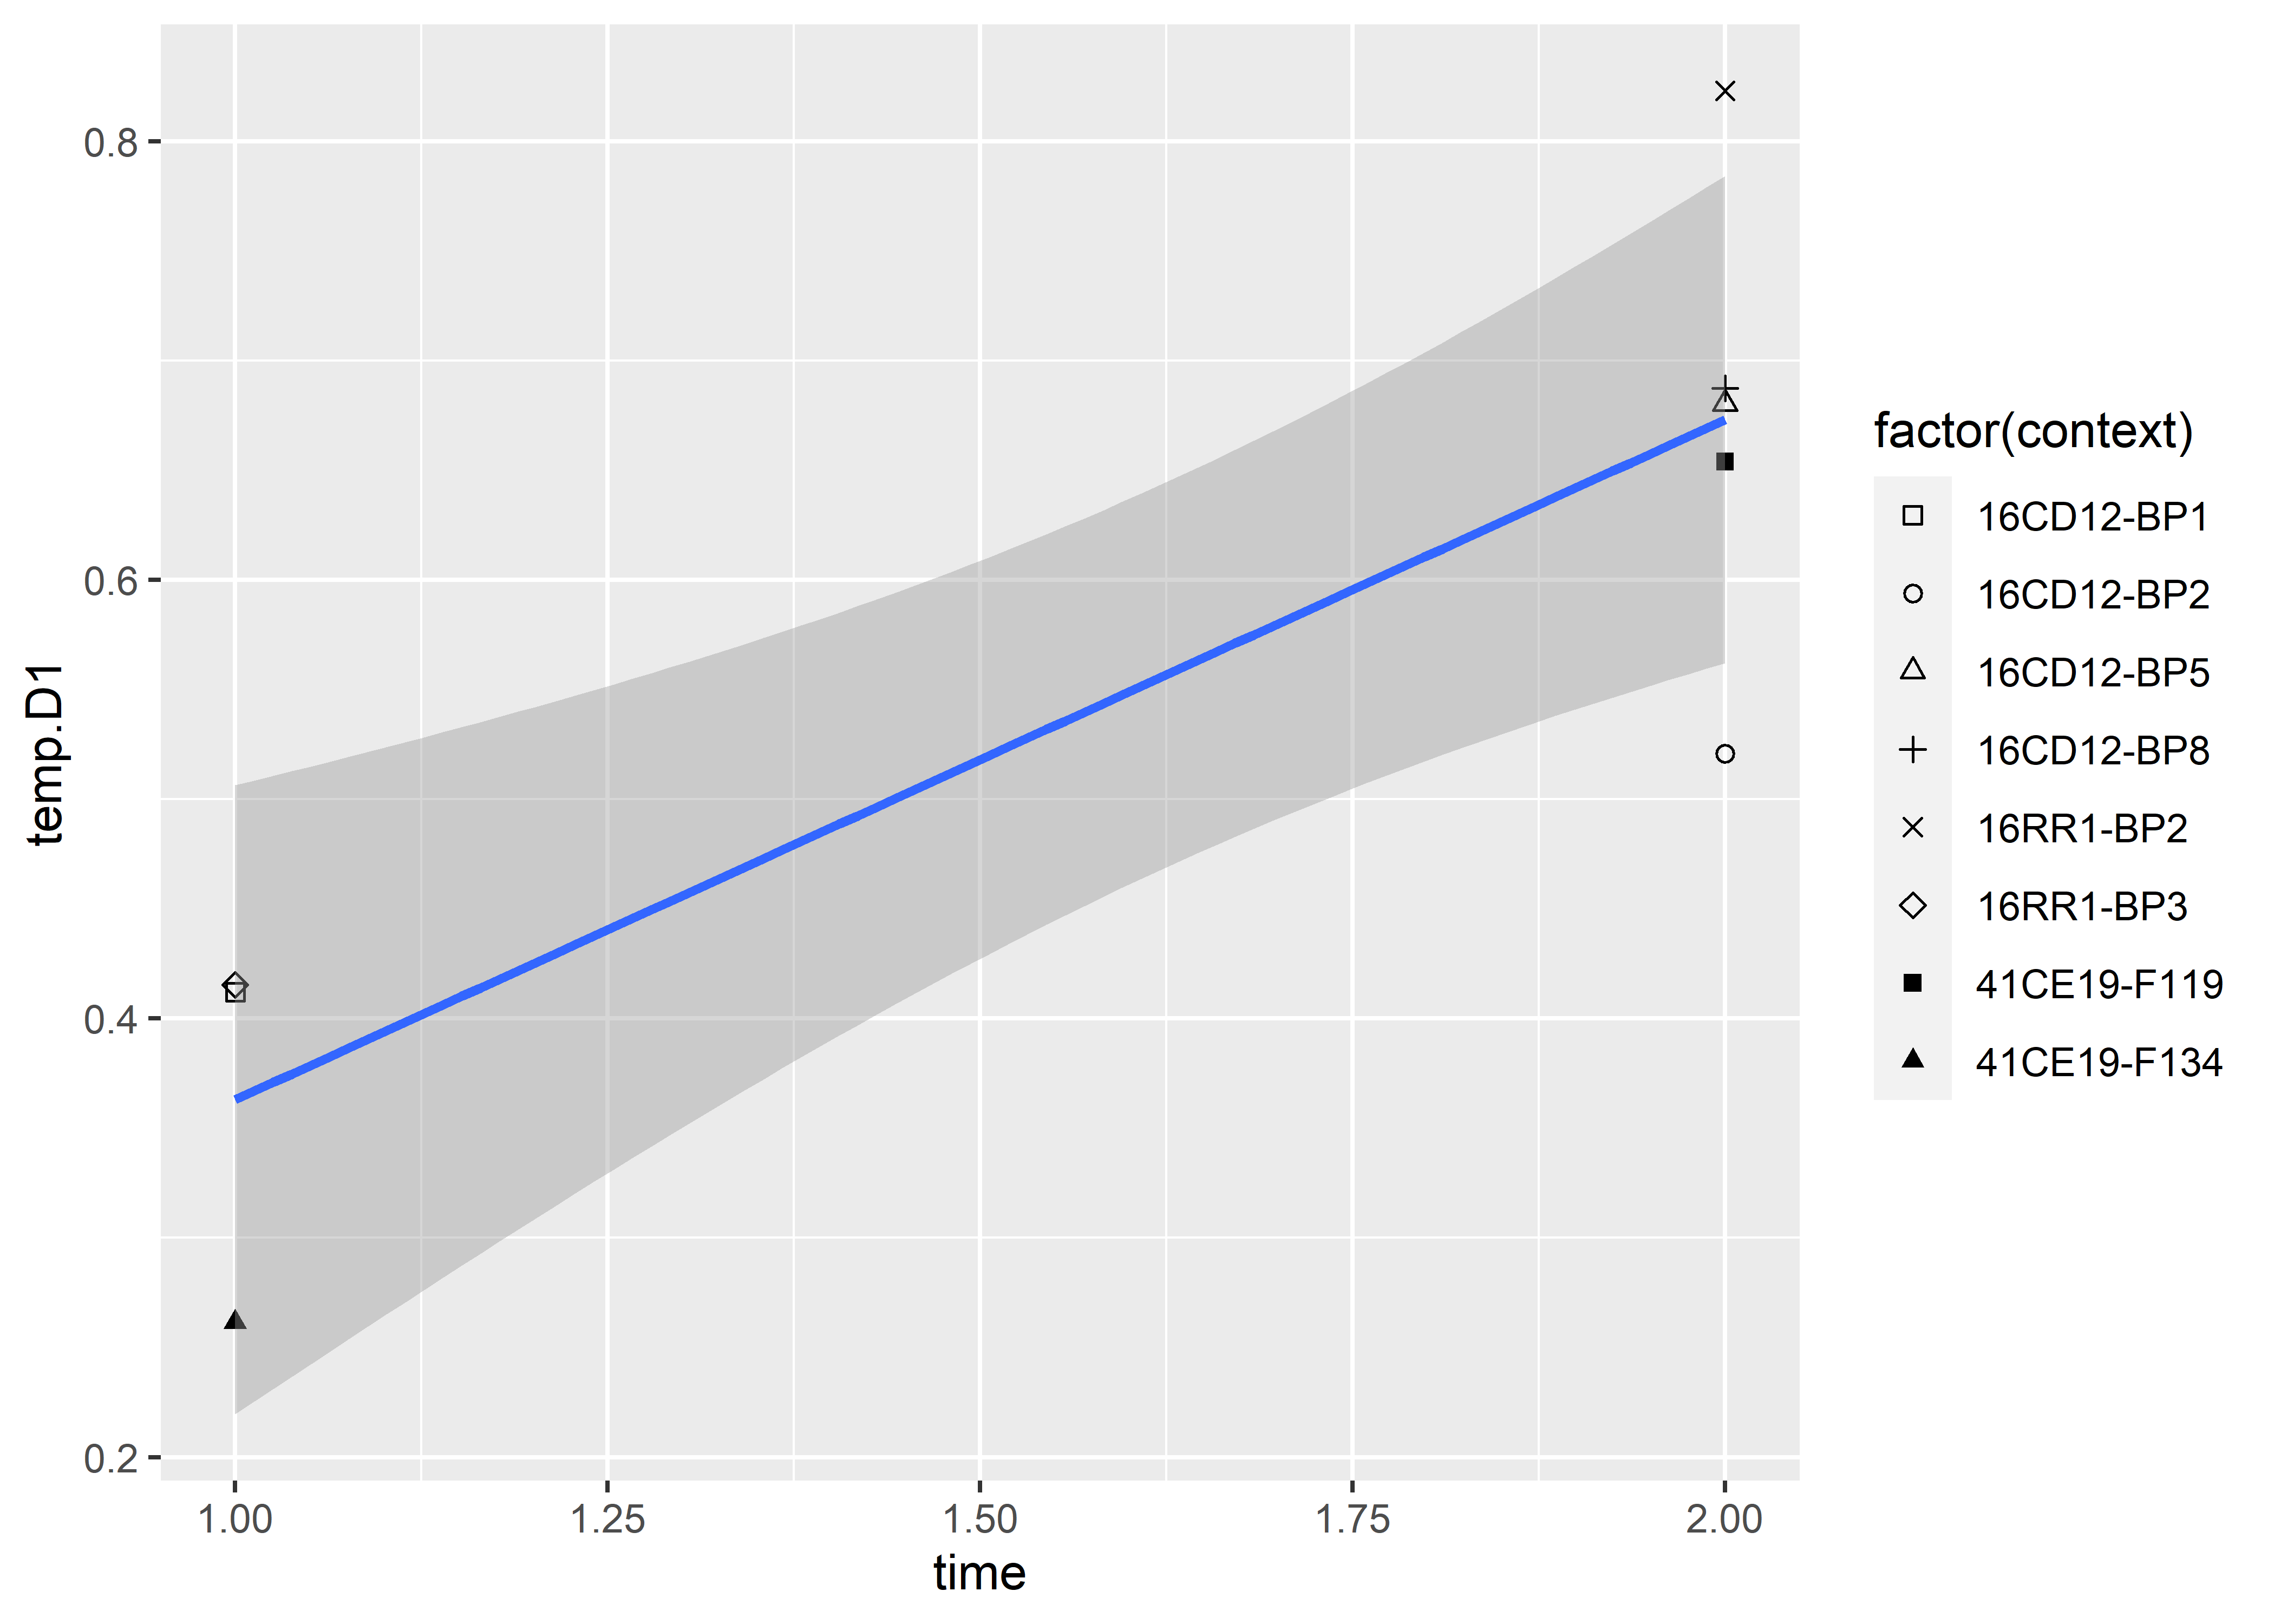 0.8
0.6
0.4
0.2
temp.D1
1.00 1.25 1.50 1.75 2.00
time
factor(context)
16CD12-BP1
16CD12-BP2
16CD12-BP5
16CD12-BP8
16RR1-BP2
16RR1-BP3
41CE19-F119
41CE19-F134